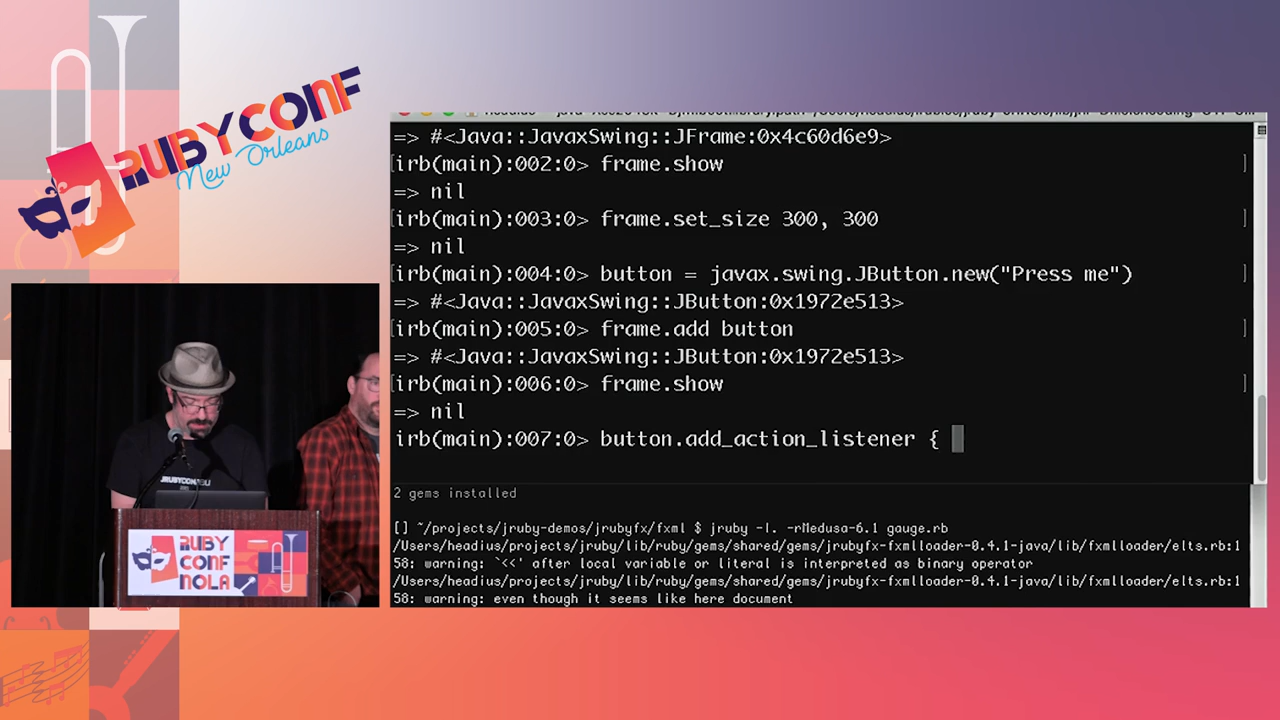 RUBYCONF
New Orleans
=> #<Java::JavaxSwing::JFrame:0x4c60d6e9>
[irb(main):002:0> frame.show ]
=> nil
[irb(main):003:0> frame.set_size 300, 300 ]
=> nil
[irb(main):004:0> button = javax.swing.JButton.new("Press me") ]
=> #<Java::JavaxSwing::JButton:0x1972e513>
[irb(main):005:0> frame.add button ]
=> #<Java::JavaxSwing::JButton:0x1972e513>
[irb(main):006:0> frame.show ]
=> nil
irb(main):007:0> button.add_action_listener {
2 gems installed
[] ~/projects/jruby-demos/jrubyfx/fxml $ jruby -I. -rMedusa-6.1 gauge.rb
/Users/headius/projects/jruby/lib/ruby/gems/shared/gems/jrubyfx-fxmlloader-0.4.1-java/lib/fxmlloader/elts.rb:1
58: warning: `<<' after local variable or literal is interpreted as binary operator
/Users/headius/projects/jruby/lib/ruby/gems/shared/gems/jrubyfx-fxmlloader-0.4.1-java/lib/fxmlloader/elts.rb:1
58: warning: even though it seems like here document
RUBY
CONF
NOLA